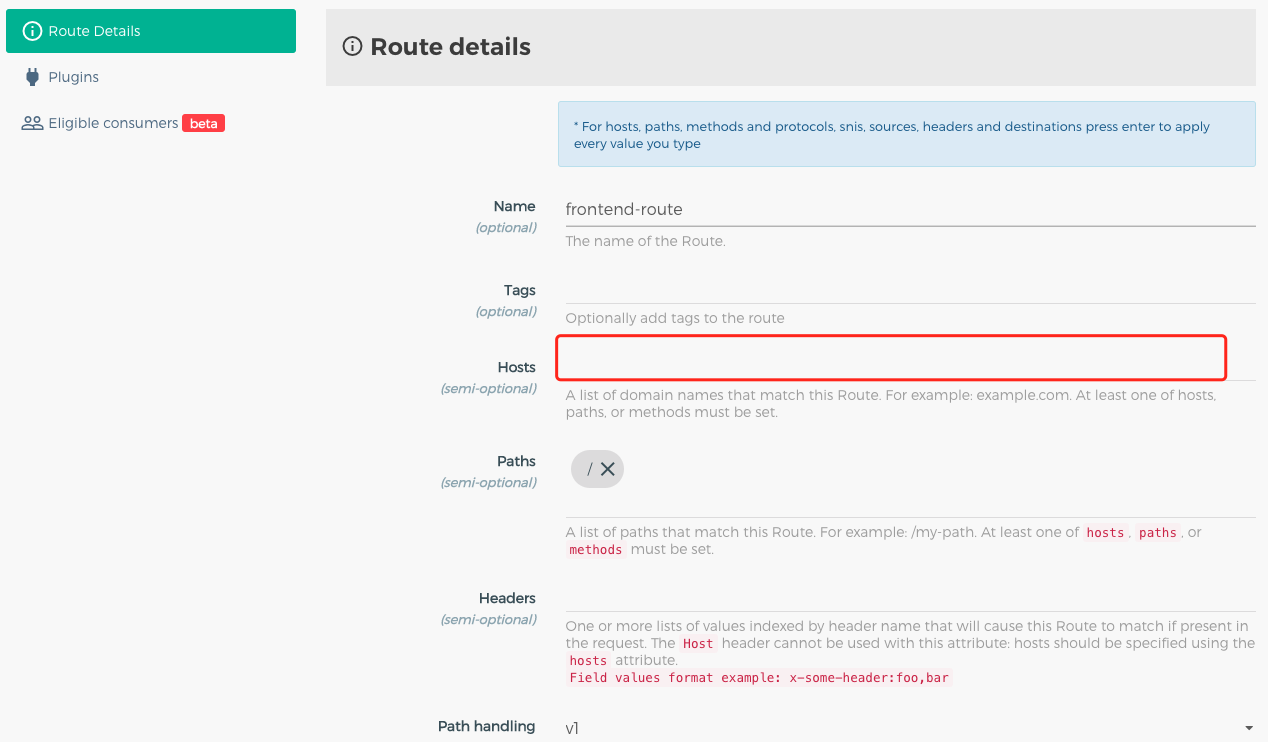 Route Details
Plugins
Eligible consumers beta
Route details
* For hosts, paths, methods and protocols, snis, sources, headers and destinations press enter to apply
every value you type
Name
(optional)
frontend-route
The name of the Route.
Tags
(optional)
Optionally add tags to the route
Hosts
(semi-optional)
A list of domain names that match this Route. For example: example.com. At least one of hosts,
paths, or methods must be set.
Paths
(semi-optional)
/
A list of paths that match this Route. For example: /my-path. At least one of hosts, paths, or
methods must be set.
Headers
(semi-optional)
One or more lists of values indexed by header name that will cause this Route to match if present in
the request. The Host header cannot be used with this attribute: hosts should be specified using the
hosts attribute.
Field values format example: x-some-header:foo,bar
Path handling
v1